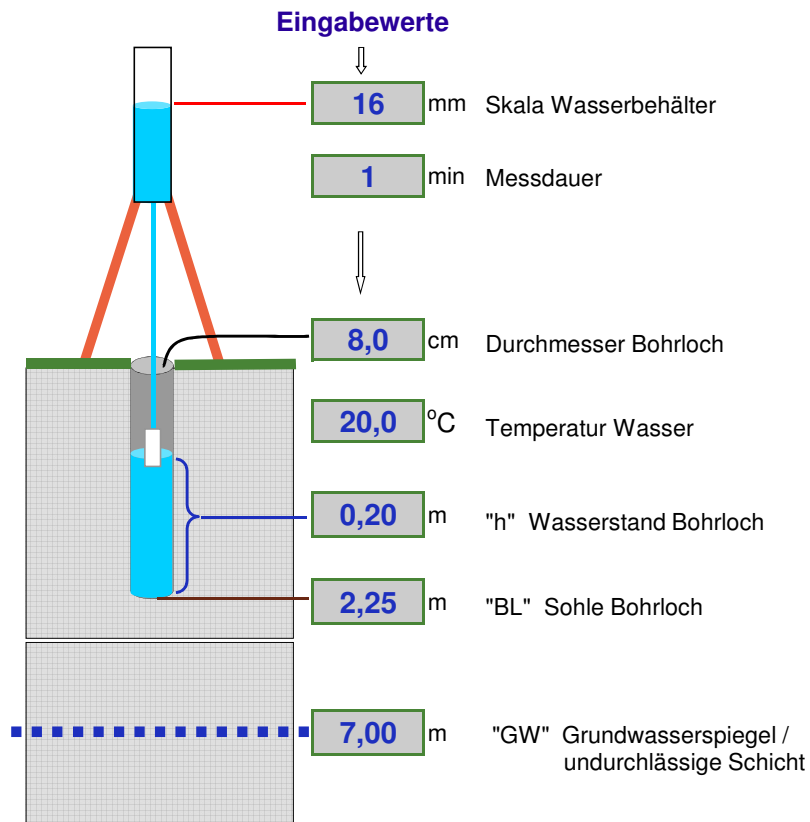 Eingabewerte
16 mm Skala Wasserbehälter
1 min Messdauer
8,0 cm Durchmesser Bohrloch
20,0 °C Temperatur Wasser
0,20 m "h" Wasserstand Bohrloch
2,25 m "BL" Sohle Bohrloch
7,00 m "GW" Grundwasserspiegel /
undurchlässige Schicht